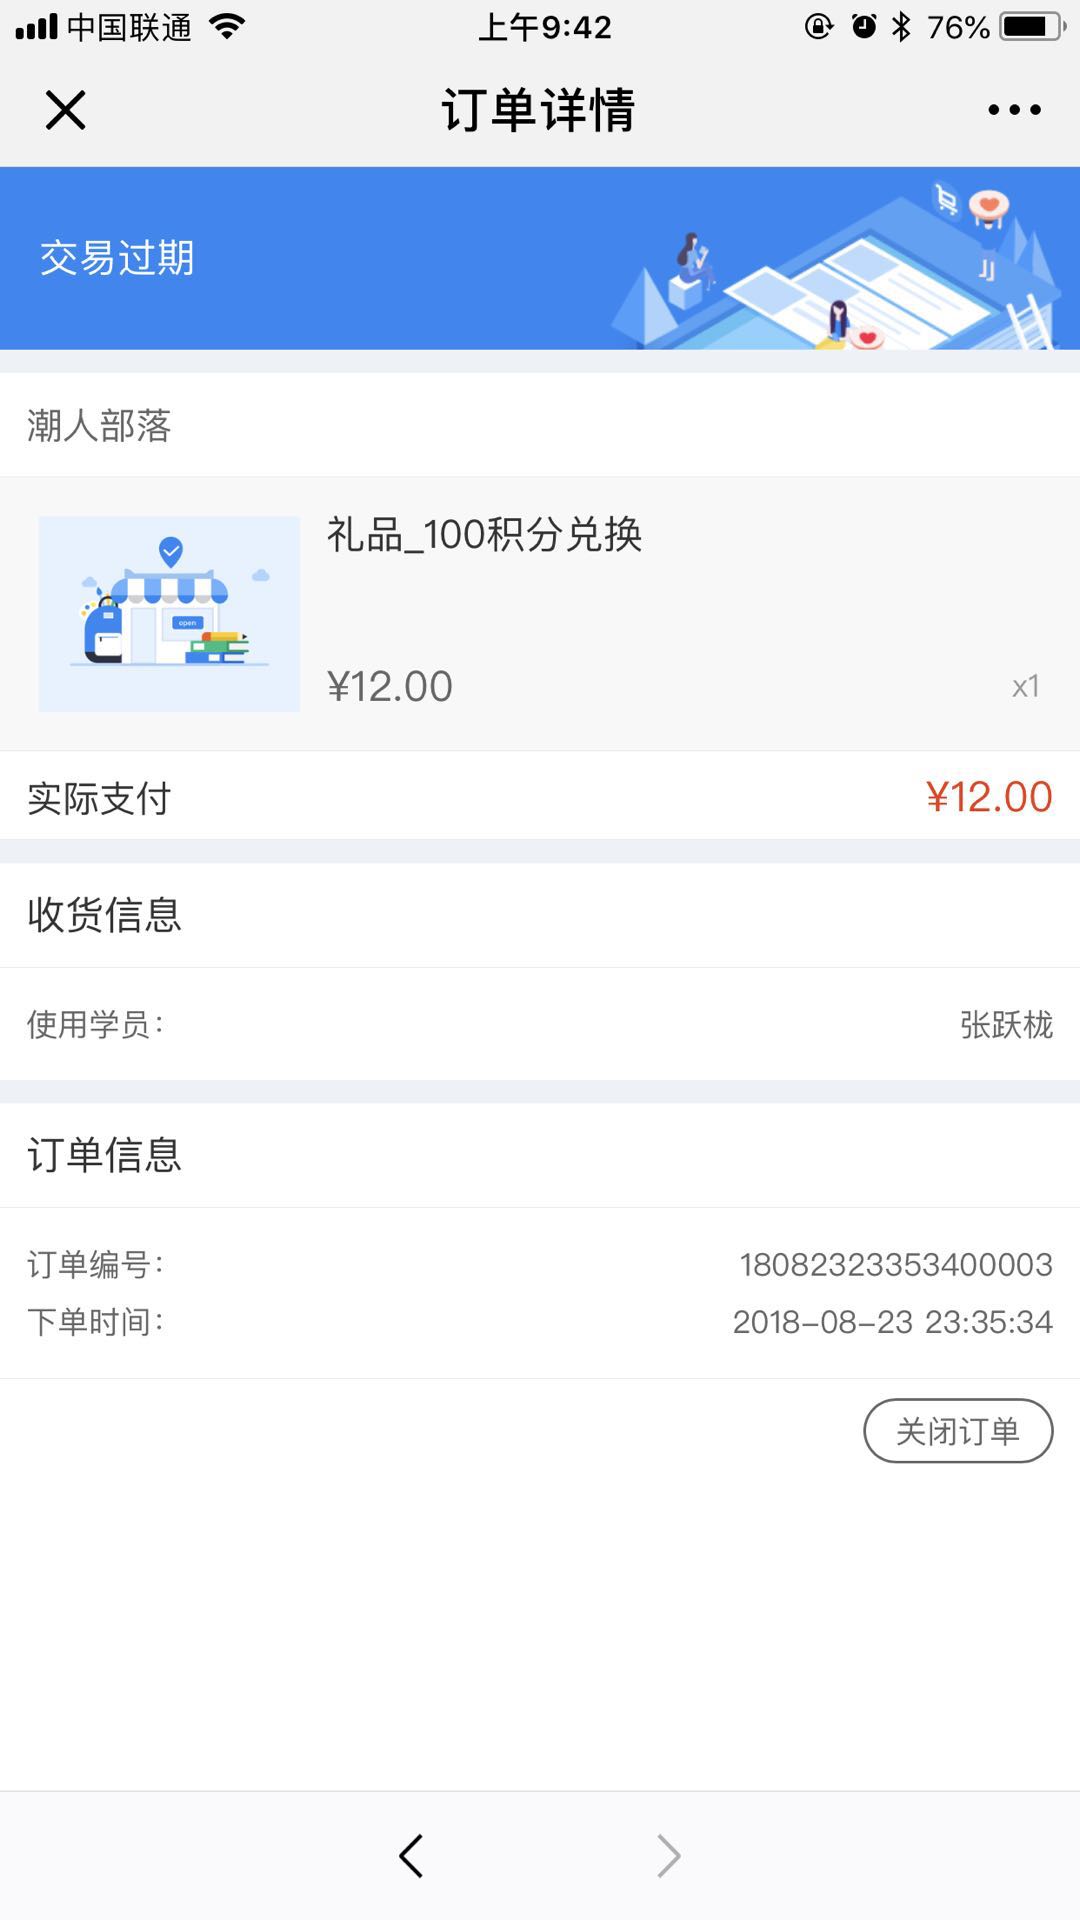 中国联通 上午9:42 76%
订单详情
交易过期
潮人部落
礼品_100积分兑换
open
¥12.00 x1
实际支付 ¥12.00
收货信息
使用学员: 张跃栊
订单信息
订单编号: 18082323353400003
下单时间: 2018-08-23 23:35:34
关闭订单